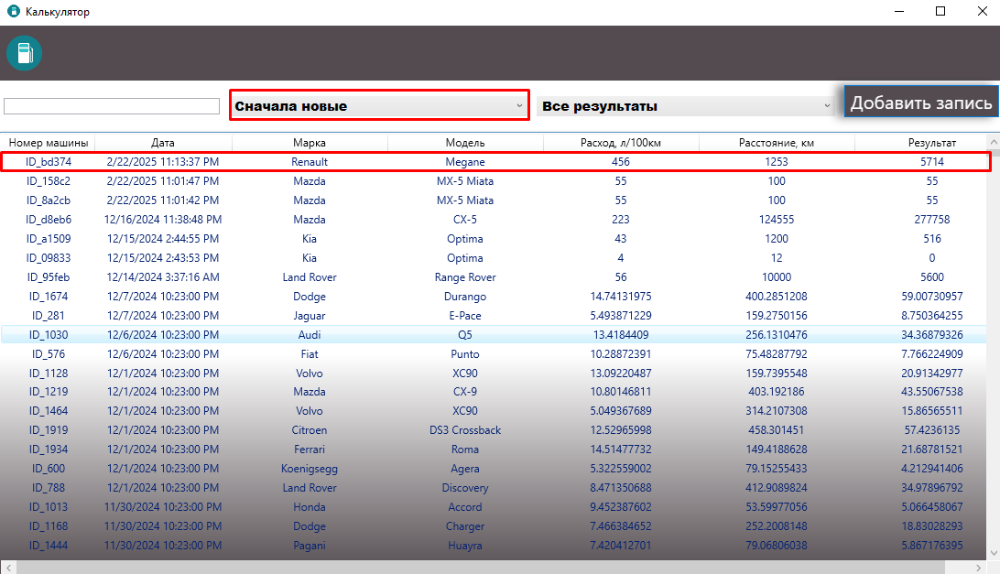 Калькулятор
Сначала новые Все результаты Добавить запись
Номер машины Дата Марка Модель Расход, л/100км Расстояние, км Результат
ID_bd374 2/22/2025 11:13:37 PM Renault Megane 456 1253 5714
ID_158c2 2/22/2025 11:01:47 PM Mazda MX-5 Miata 55 100 55
ID_8a2cb 2/22/2025 11:01:42 PM Mazda MX-5 Miata 55 100 55
ID_d8eb6 12/16/2024 11:38:48 PM Mazda CX-5 223 124555 277758
ID_a1509 12/15/2024 2:44:55 PM Kia Optima 43 1200 516
ID_09833 12/15/2024 2:43:53 PM Kia Optima 4 12 0
ID_95feb 12/14/2024 3:37:16 AM Land Rover Range Rover 56 10000 5600
ID_1674 12/7/2024 10:23:00 PM Dodge Durango 14.74131975 400.2851208 59.00730957
ID_281 12/7/2024 10:23:00 PM Jaguar E-Pace 5.493871229 159.2750156 8.750364255
ID_1030 12/6/2024 10:23:00 PM Audi Q5 13.4184409 256.1310476 34.36879326
ID_576 12/6/2024 10:23:00 PM Fiat Punto 10.28872391 75.48287792 7.766224909
ID_1128 12/1/2024 10:23:00 PM Volvo XC90 13.09220487 159.7395548 20.91342977
ID_1219 12/1/2024 10:23:00 PM Mazda CX-9 10.80146811 403.192186 43.55067538
ID_1464 12/1/2024 10:23:00 PM Volvo XC90 5.049367689 314.2107308 15.86565511
ID_1919 12/1/2024 10:23:00 PM Citroen DS3 Crossback 12.52965998 458.301451 57.4236135
ID_1934 12/1/2024 10:23:00 PM Ferrari Roma 14.51477732 149.4188628 21.68781521
ID_600 12/1/2024 10:23:00 PM Koenigsegg Agera 5.322559002 79.15255433 4.212941406
ID_788 12/1/2024 10:23:00 PM Land Rover Discovery 8.471350688 412.9089824 34.97896792
ID_1013 11/30/2024 10:23:00 PM Honda Accord 9.452387602 53.59977056 5.066458067
ID_1168 11/30/2024 10:23:00 PM Dodge Charger 7.466384652 252.2008148 18.83028293
ID_1444 11/30/2024 10:23:00 PM Pagani Huayra 7.420412701 79.06806038 5.867176395